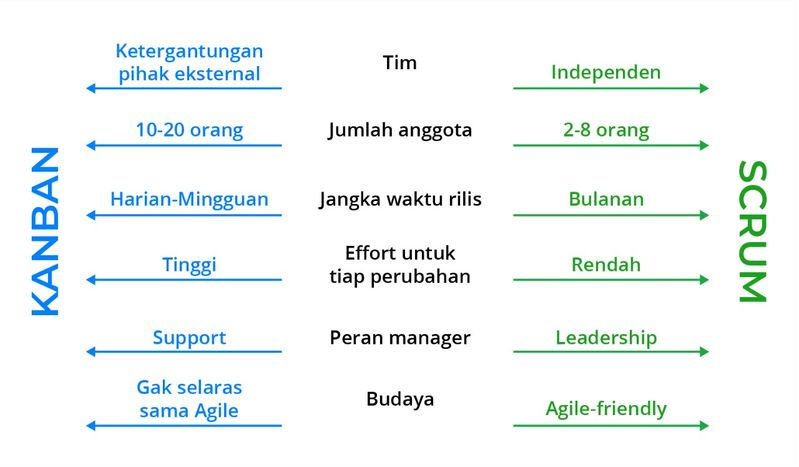 KANBAN
SCRUM
Ketergantungan
pihak eksternal
Tim
Independen
10-20 orang
Jumlah anggota
2-8 orang
Harian-Mingguan
Jangka waktu rilis
Bulanan
Tinggi
Effort untuk
tiap perubahan
Rendah
Support
Peran manager
Leadership
Gak selaras
sama Agile
Budaya
Agile-friendly